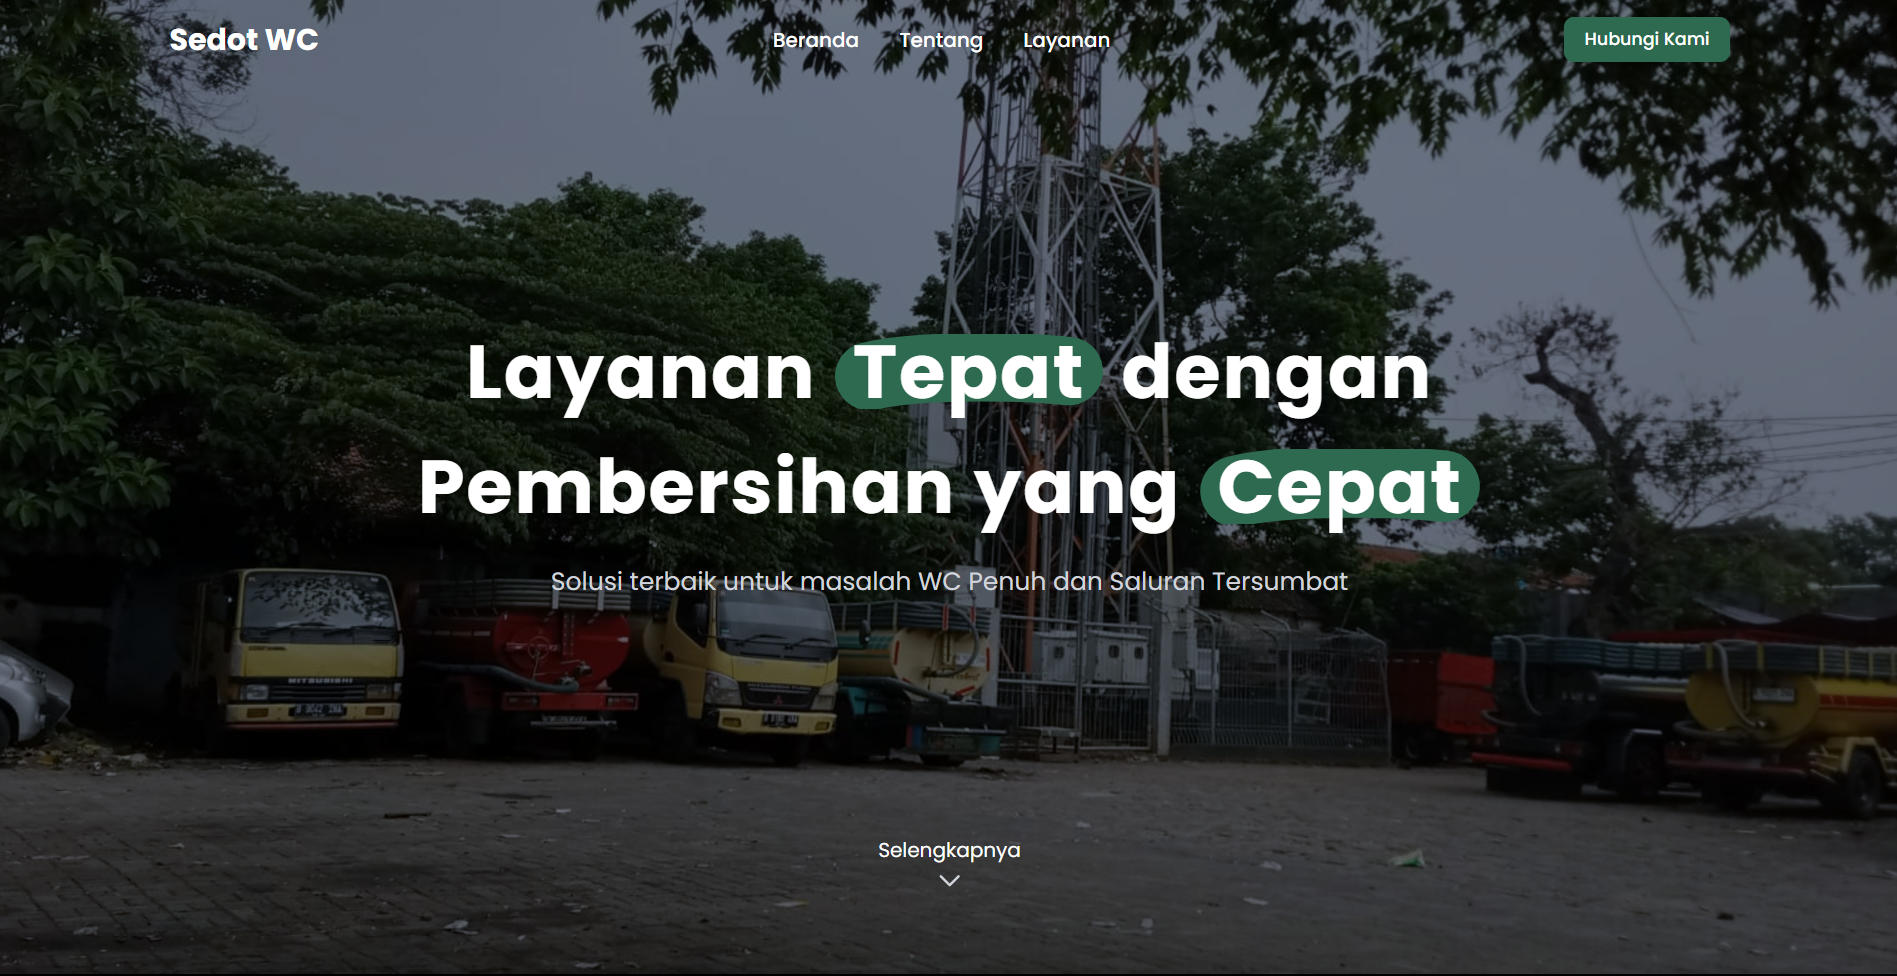 Sedot WC
Beranda Tentang Layanan
Hubungi Kami
Layanan Tepat dengan
Pembersihan yang Cepat
Solusi terbaik untuk masalah WC Penuh dan Saluran Tersumbat
MITSUBISHI
Selengkapnya